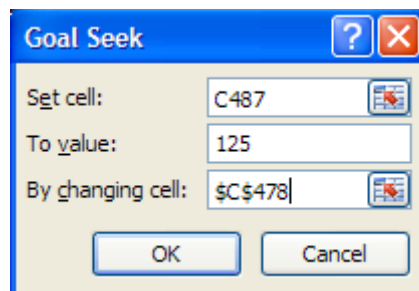 Goal Seek
Set cell: C487
To value: 125
By changing cell: $C$478
OK Cancel